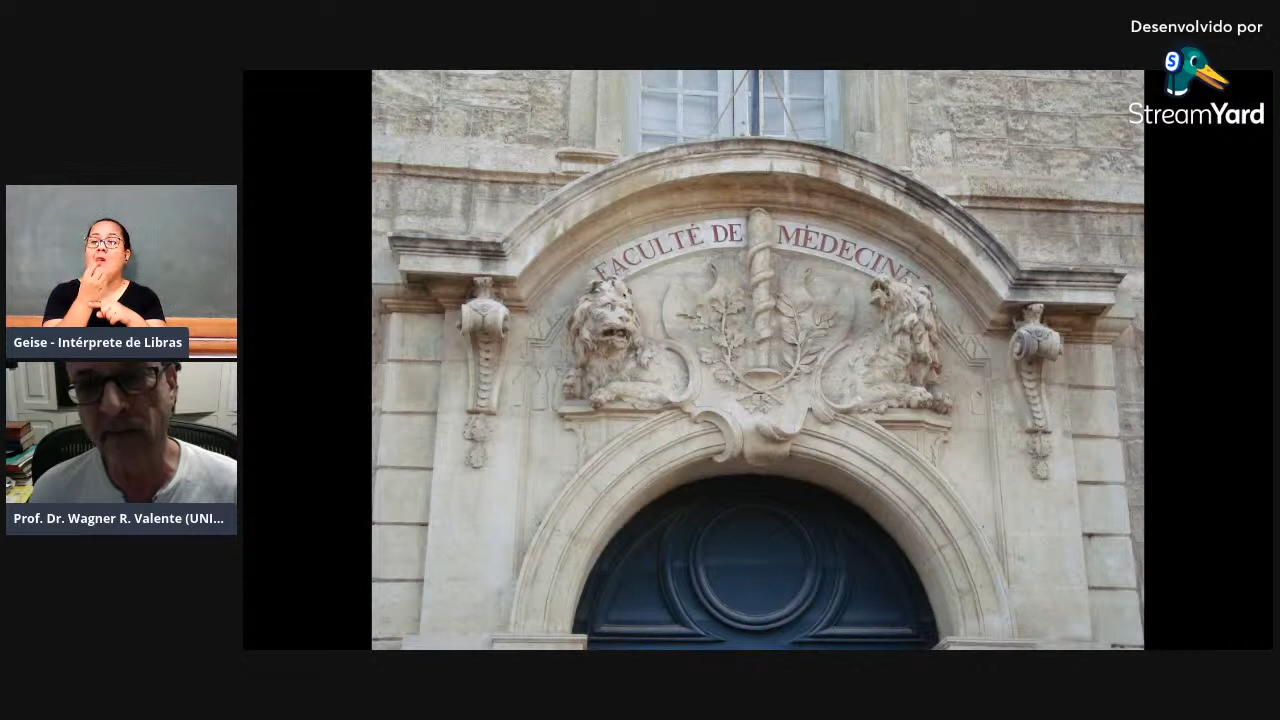 Desenvolvido por
StreamYard
FACULTÉ DE MÉDECINE
Geise - Intérprete de Libras
Prof. Dr. Wagner R. Valente (UNI...